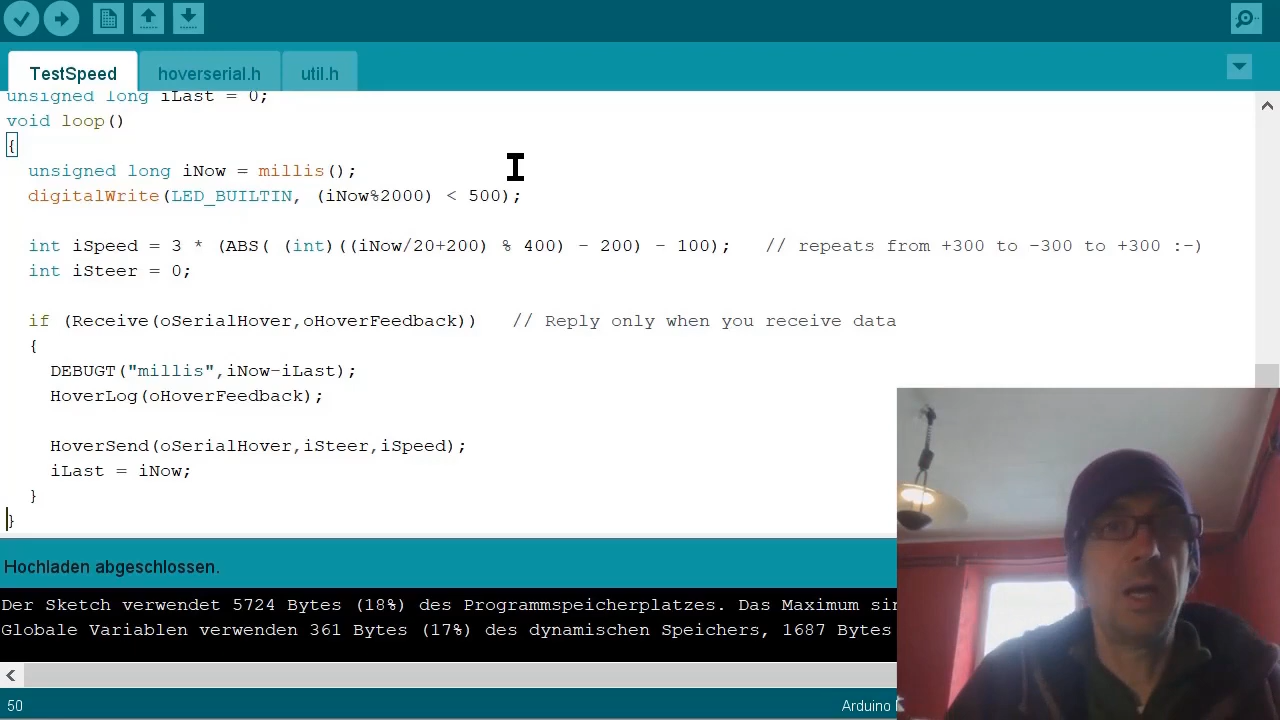 TestSpeed hoverserial.h util.h
unsigned long iLast = 0;
void loop()
{
unsigned long iNow = millis();
digitalWrite(LED_BUILTIN, (iNow%2000) < 500);
int iSpeed = 3 * (ABS( (int)((iNow/20+200) % 400) - 200) - 100);   // repeats from +300 to -300 to +300 :-)
int iSteer = 0;
if (Receive(oSerialHover,oHoverFeedback))   // Reply only when you receive data
{
DEBUGT("millis",iNow-iLast);
HoverLog(oHoverFeedback);
HoverSend(oSerialHover,iSteer,iSpeed);
iLast = iNow;
}
}
Hochladen abgeschlossen.
Der Sketch verwendet 5724 Bytes (18%) des Programmspeicherplatzes. Das Maximum
Globale Variablen verwenden 361 Bytes (17%) des dynamischen Speichers, 1687 Bytes
50 Arduino